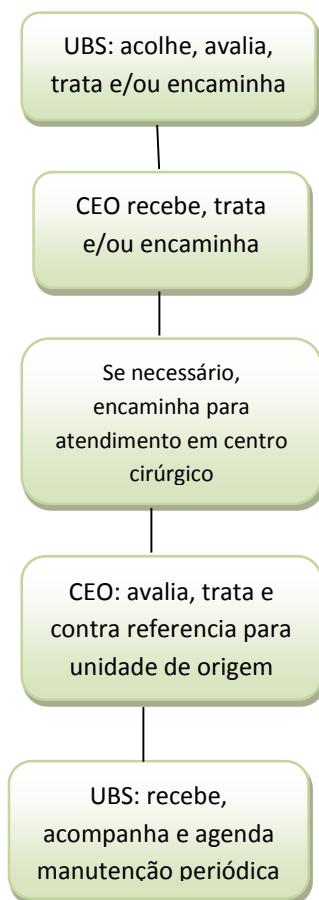 UBS: acolhe, avalia,
trata e/ou encaminha
CEO recebe, trata
e/ou encaminha
Se necessário,
encaminha para
atendimento em centro
cirúrgico
CEO: avalia, trata e
contra referencia para
unidade de origem
UBS: recebe,
acompanha e agenda
manutenção periódica